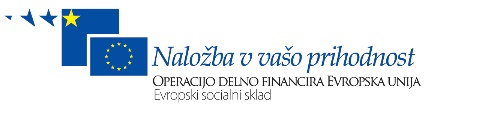 Naložba v vašo prihodnost
OPERACIJO DELNO FINANCIRA EVROPSKA UNIJA
Evropski socialni sklad